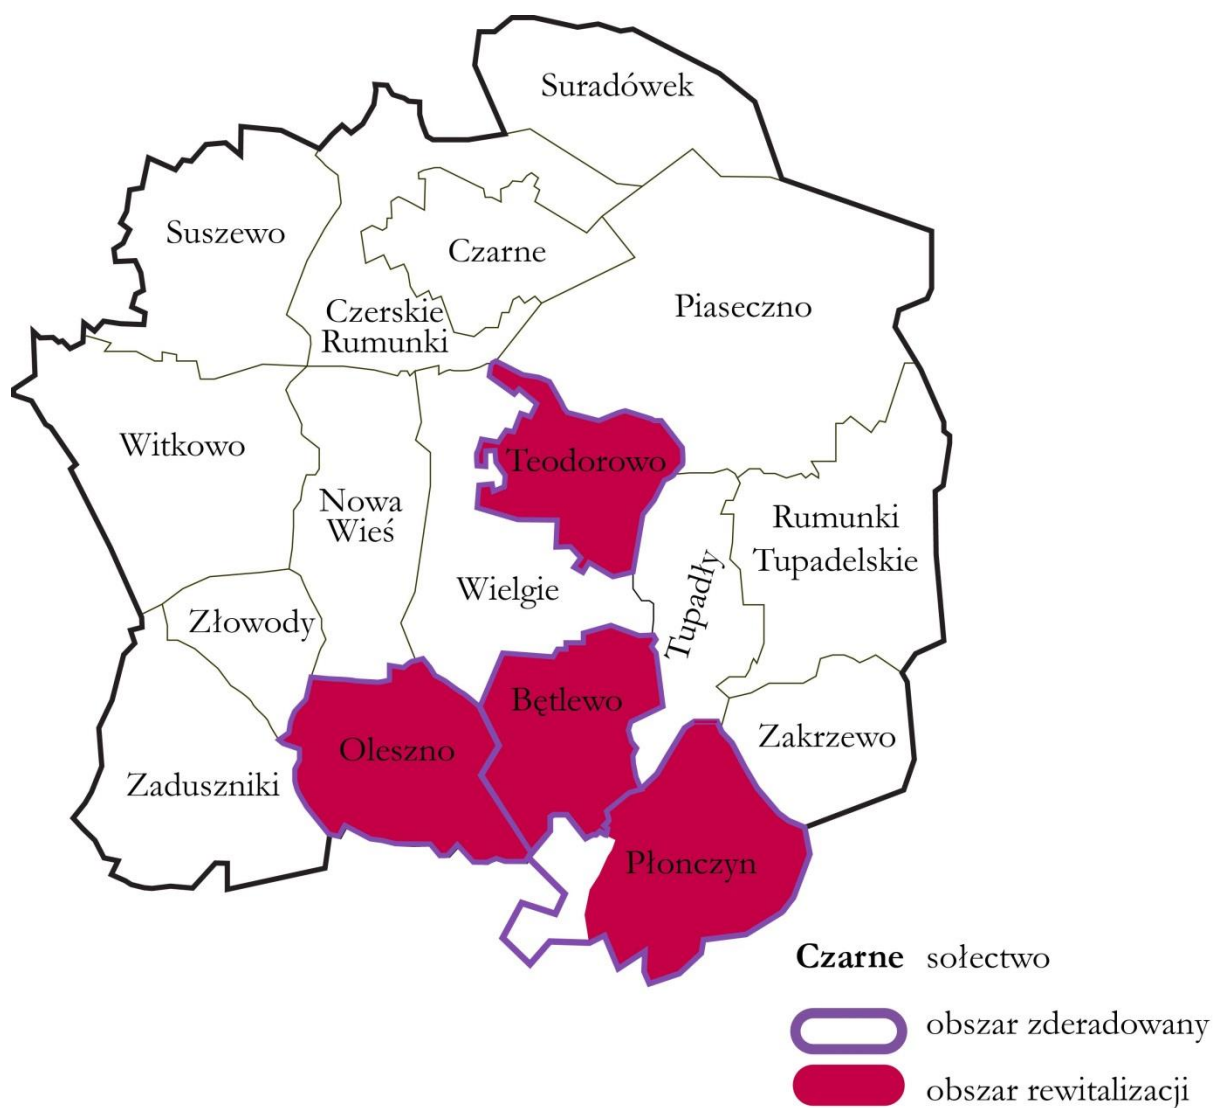 Suradówek
Suszewo
Czarne
Piaseczno
Czerskie
Rumunki
Witkowo
Teodorowo
Nowa
Wieś
Rumunki
Tupadelskie
Wielgie
Tupadły
Złowody
Bętlewo
Oleszno
Zakrzewo
Zaduszniki
Płonczyn
Czarne sołectwo
obszar zderadowany
obszar rewitalizacji